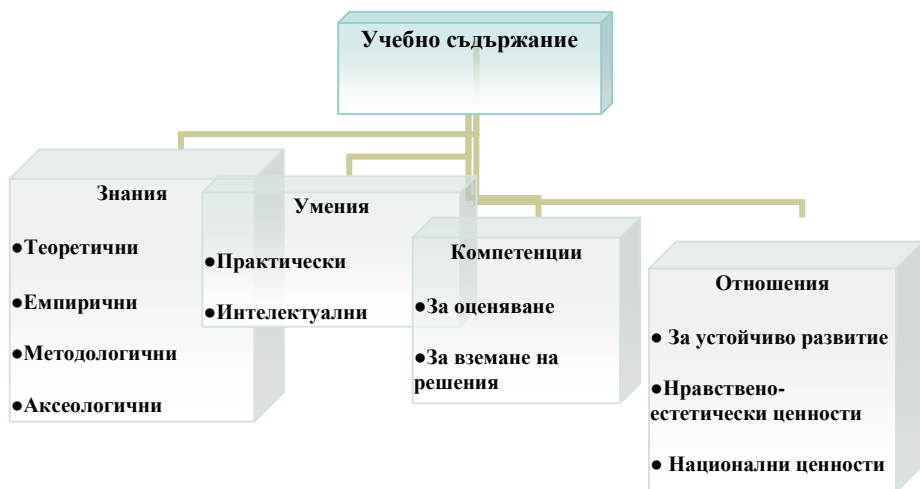 Учебно съдържание
Знания
●Теоретични
●Емпирични
●Методологични
●Аксеологични
Умения
●Практически
●Интелектуални
Компетенции
●За оценяване
●За вземане на
решения
Отношения
● За устойчиво развитие
●Нравствено-
естетически ценности
● Национални ценности